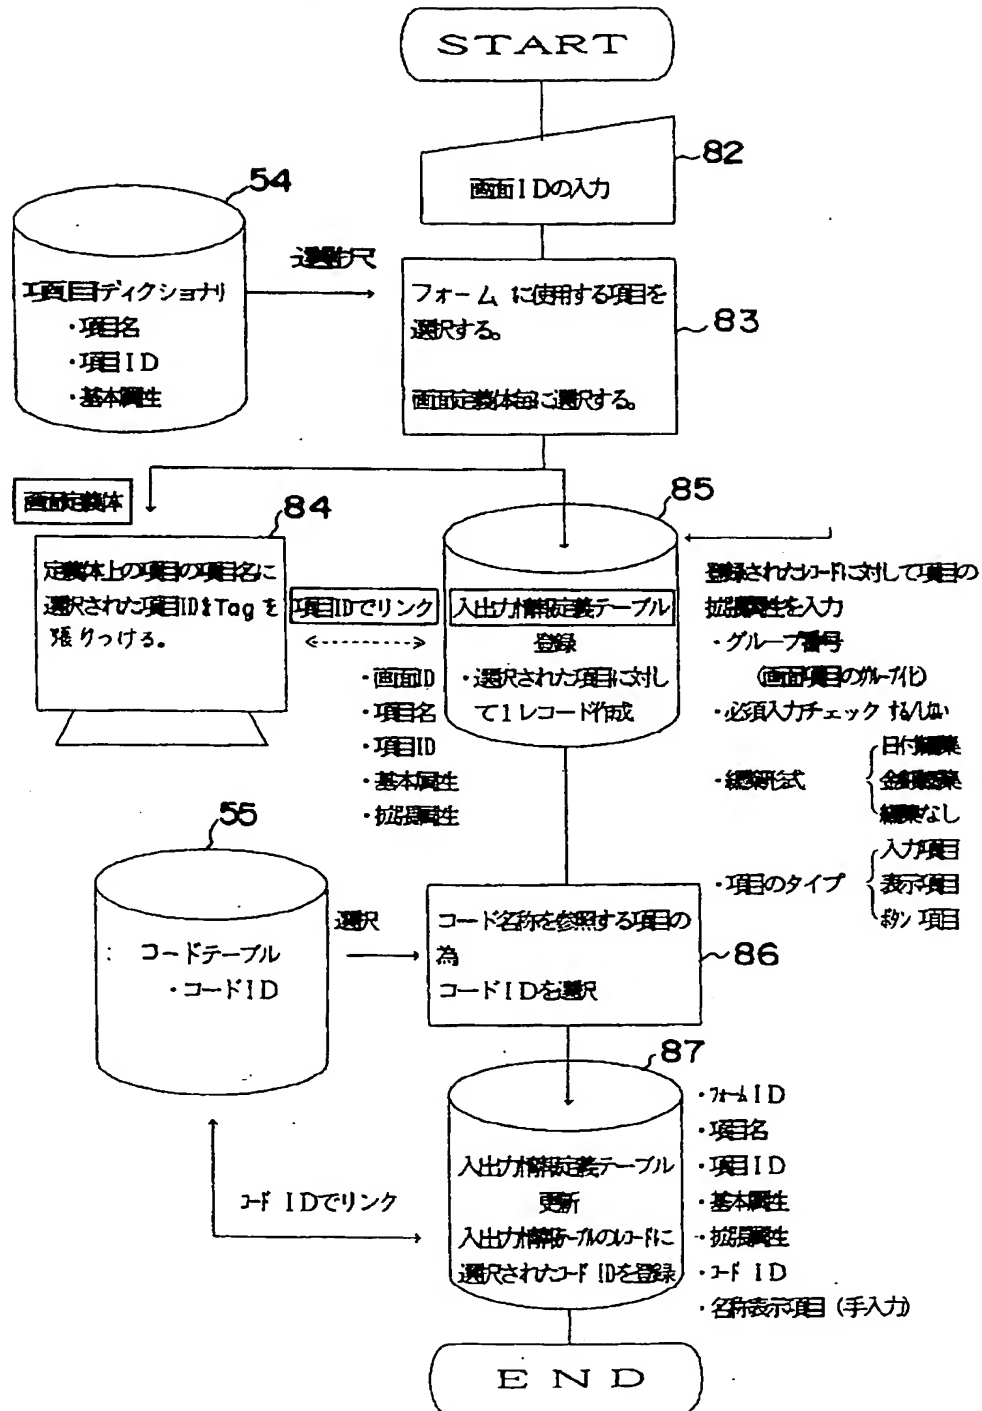 START
82
画面IDの入力
54
項目ディクショナリ
・項目名
・項目ID
・基本属性
選択
フォームに使用する項目を
選択する。
画面定義体毎に選択する。
83
画面定義体
84
定義体上の項目の項目名に
選択された項目IDをTagを
張りつける。
項目IDでリンク
・画面ID
・項目名
・項目ID
・基本属性
・拡張属性
85
入出力情報定義テーブル
登録
・選択された項目に対し
て1レコード作成
登録されたレコードに対して項目の
拡張属性を入力
・グループ番号
(画面項目のグループ化)
・必須入力チェック する/しない
・編集形式
日付編集
金額編集
編集なし
・項目のタイプ
入力項目
表示項目
ボタン項目
55
コードテーブル
・コードID
選択
コード名称を参照する項目の
為
コードIDを選択
86
87
入出力情報定義テーブル
更新
入出力情報テーブルのレコードに
選択されたコードIDを登録
コードIDでリンク
・フォームID
・項目名
・項目ID
・基本属性
・拡張属性
・コードID
・名称表示項目(手入力)
END